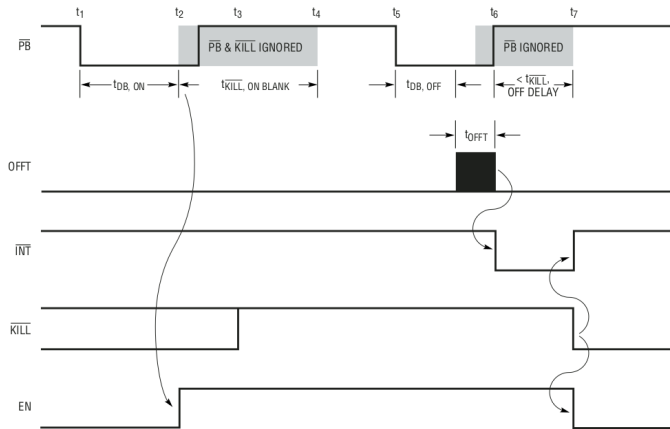 t1 t2 t3 t4 t5 t6 t7
PB
PB & KILL IGNORED
PB IGNORED
tDB, ON
tKILL, ON BLANK
tDB, OFF
< tKILL,
OFF DELAY
tOFFT
OFFT
INT
KILL
EN